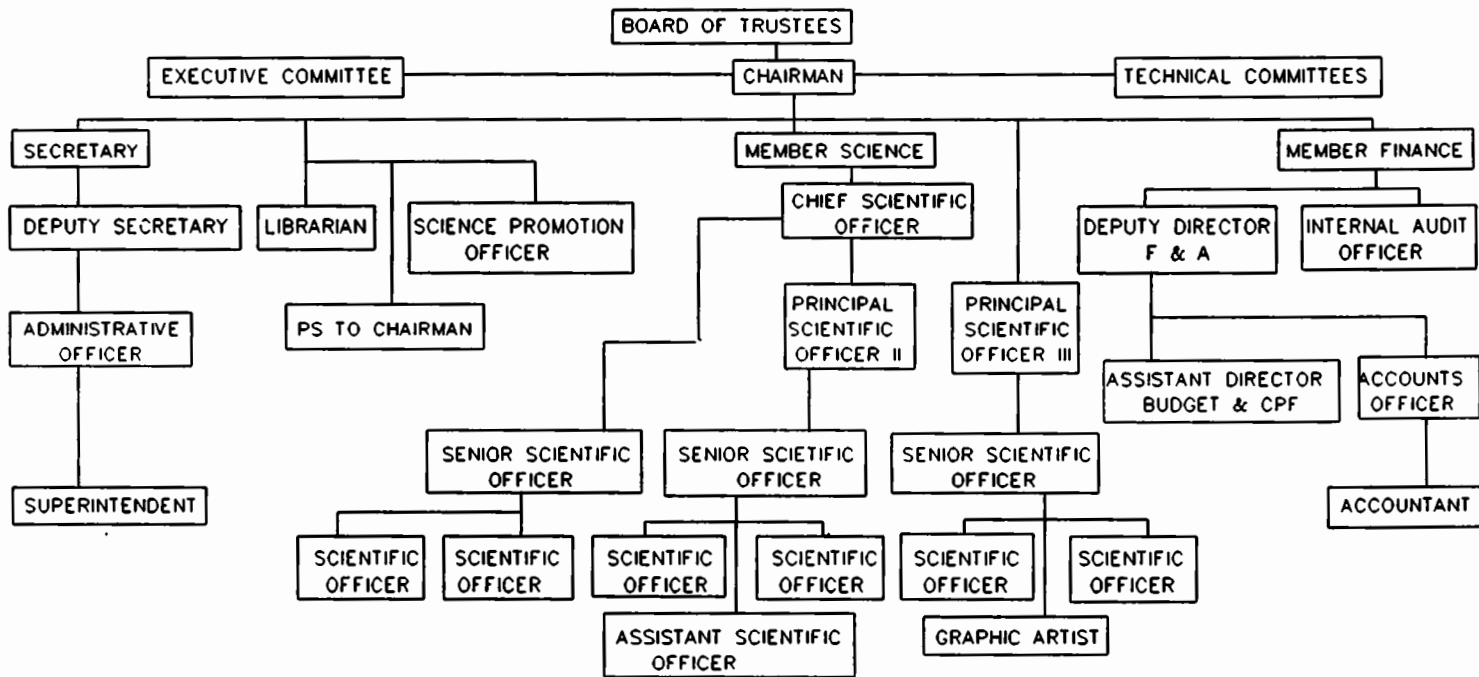 BOARD OF TRUSTEES
EXECUTIVE COMMITTEE
CHAIRMAN
TECHNICAL COMMITTEES
SECRETARY
MEMBER SCIENCE
MEMBER FINANCE
DEPUTY SECRETARY
LIBRARIAN
SCIENCE PROMOTION
OFFICER
CHIEF SCIENTIFIC
OFFICER
DEPUTY DIRECTOR
F & A
INTERNAL AUDIT
OFFICER
ADMINISTRATIVE
OFFICER
PS TO CHAIRMAN
PRINCIPAL
SCIENTIFIC
OFFICER II
PRINCIPAL
SCIENTIFIC
OFFICER III
ASSISTANT DIRECTOR
BUDGET & CPF
ACCOUNTS
OFFICER
SENIOR SCIENTIFIC
OFFICER
SENIOR SCIETIFIC
OFFICER
SENIOR SCIENTIFIC
OFFICER
SUPERINTENDENT
ACCOUNTANT
SCIENTIFIC
OFFICER
SCIENTIFIC
OFFICER
SCIENTIFIC
OFFICER
SCIENTIFIC
OFFICER
SCIENTIFIC
OFFICER
SCIENTIFIC
OFFICER
ASSISTANT SCIENTIFIC
OFFICER
GRAPHIC ARTIST